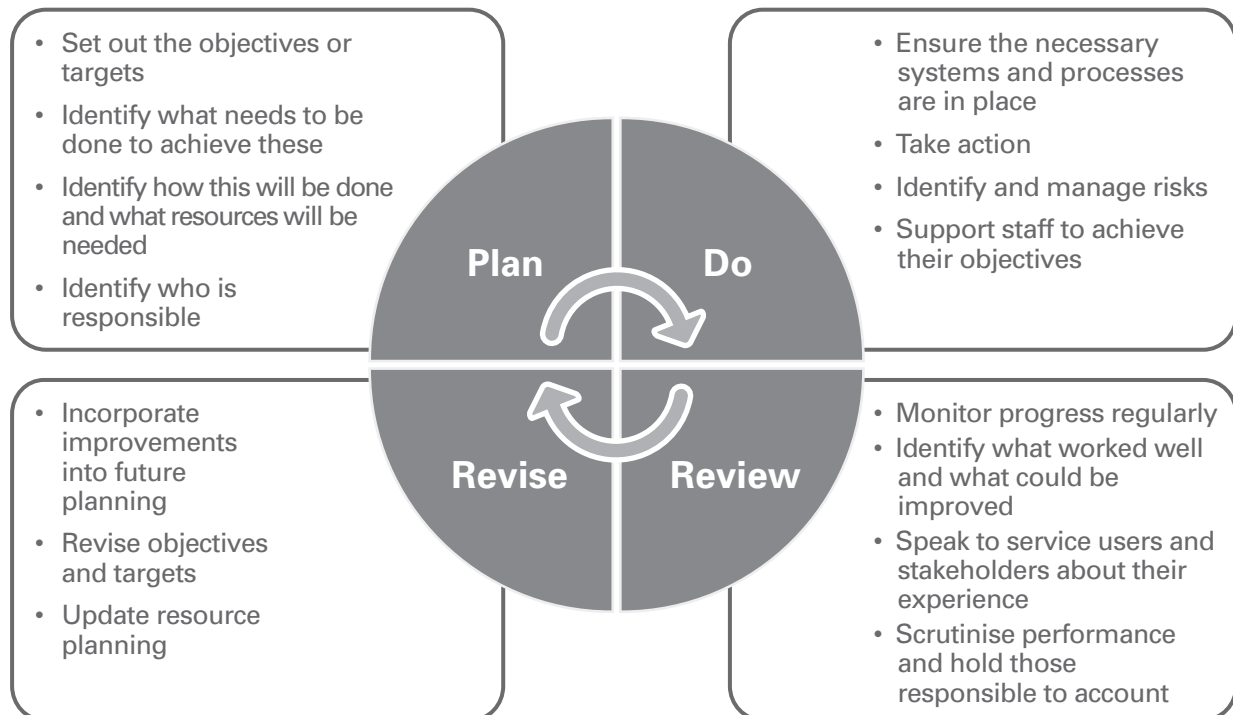 • Set out the objectives or
targets
• Identify what needs to be
done to achieve these
• Identify how this will be done
and what resources will be
needed
• Identify who is
responsible
• Ensure the necessary
systems and processes
are in place
• Take action
• Identify and manage risks
• Support staff to achieve
their objectives
Plan
Do
Revise
Review
• Incorporate
improvements
into future
planning
• Revise objectives
and targets
• Update resource
planning
• Monitor progress regularly
• Identify what worked well
and what could be
improved
• Speak to service users and
stakeholders about their
experience
• Scrutinise performance
and hold those
responsible to account